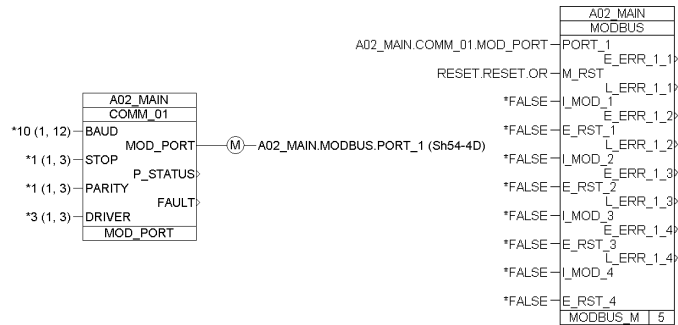 A02_MAIN
COMM_01
*10 (1, 12) BAUD
MOD_PORT M A02_MAIN.MODBUS.PORT_1 (Sh54-4D)
*1 (1, 3) STOP
P_STATUS
*1 (1, 3) PARITY
FAULT
*3 (1, 3) DRIVER
MOD_PORT
A02_MAIN
MODBUS
A02_MAIN.COMM_01.MOD_PORT PORT_1
E_ERR_1_1
RESET.RESET.OR M_RST
L_ERR_1_1
*FALSE I_MOD_1
E_ERR_1_2
*FALSE E_RST_1
L_ERR_1_2
*FALSE I_MOD_2
E_ERR_1_3
*FALSE E_RST_2
L_ERR_1_3
*FALSE I_MOD_3
E_ERR_1_4
*FALSE E_RST_3
L_ERR_1_4
*FALSE I_MOD_4
*FALSE E_RST_4
MODBUS_M 5